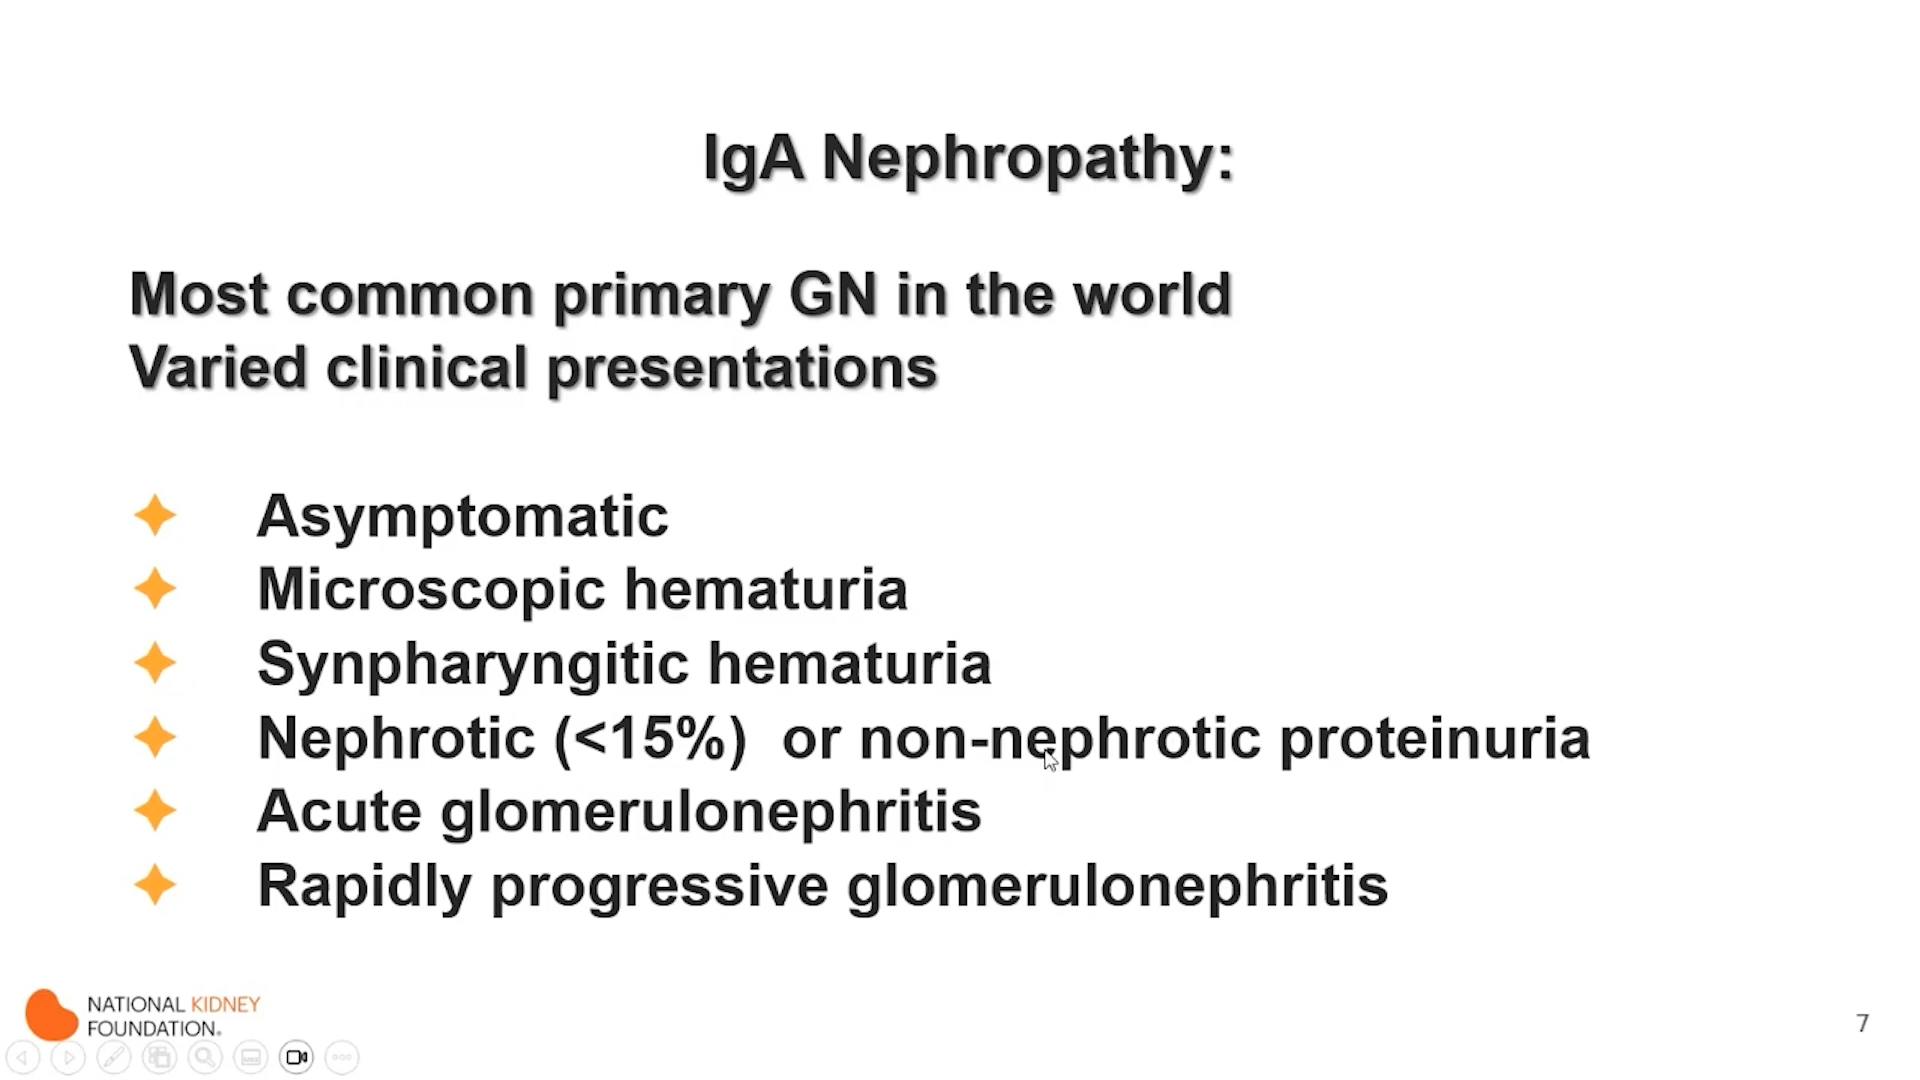 IgA Nephropathy:
Most common primary GN in the world
Varied clinical presentations
Asymptomatic
Microscopic hematuria
Synpharyngitic hematuria
Nephrotic (<15%)  or non-nephrotic proteinuria
Acute glomerulonephritis
Rapidly progressive glomerulonephritis
NATIONAL KIDNEY
FOUNDATION.
7